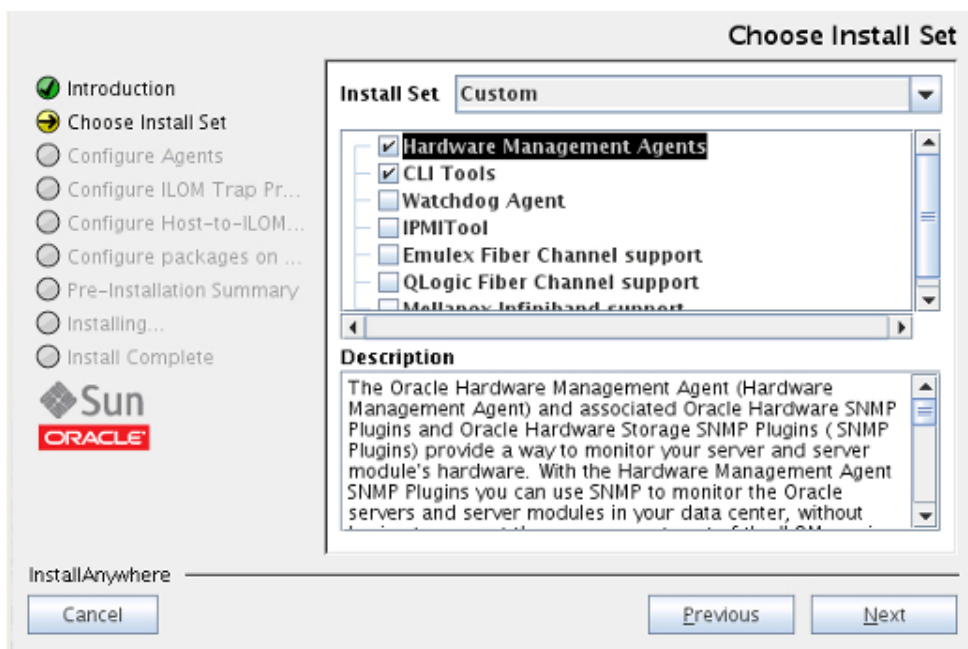 Choose Install Set
Introduction
Choose Install Set
Configure Agents
Configure ILOM Trap Pr...
Configure Host-to-ILOM...
Configure packages on ...
Pre-Installation Summary
Installing...
Install Complete
Sun
ORACLE
Install Set Custom
Hardware Management Agents
CLI Tools
Watchdog Agent
IPMITool
Emulex Fiber Channel support
QLogic Fiber Channel support
Mellanox Infiniband support
Description
The Oracle Hardware Management Agent (Hardware
Management Agent) and associated Oracle Hardware SNMP
Plugins and Oracle Hardware Storage SNMP Plugins ( SNMP
Plugins) provide a way to monitor your server and server
module's hardware. With the Hardware Management Agent
SNMP Plugins you can use SNMP to monitor the Oracle
servers and server modules in your data center, without
InstallAnywhere
Cancel
Previous
Next